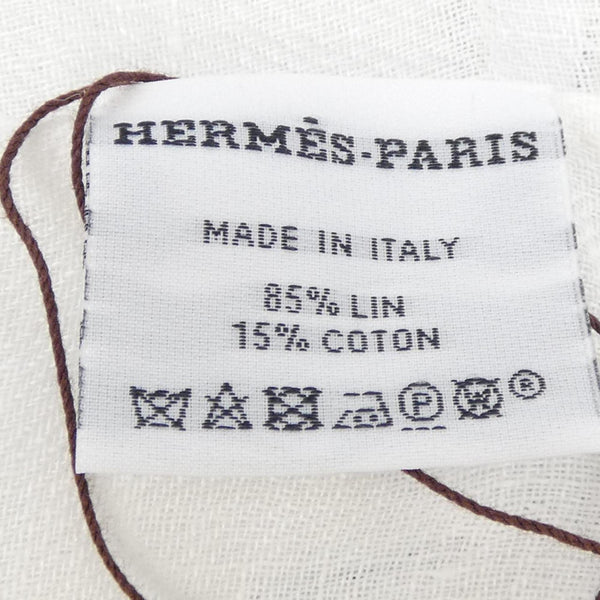 HERMÈS-PARIS
MADE IN ITALY
85% LIN
15% COTON
P W ®